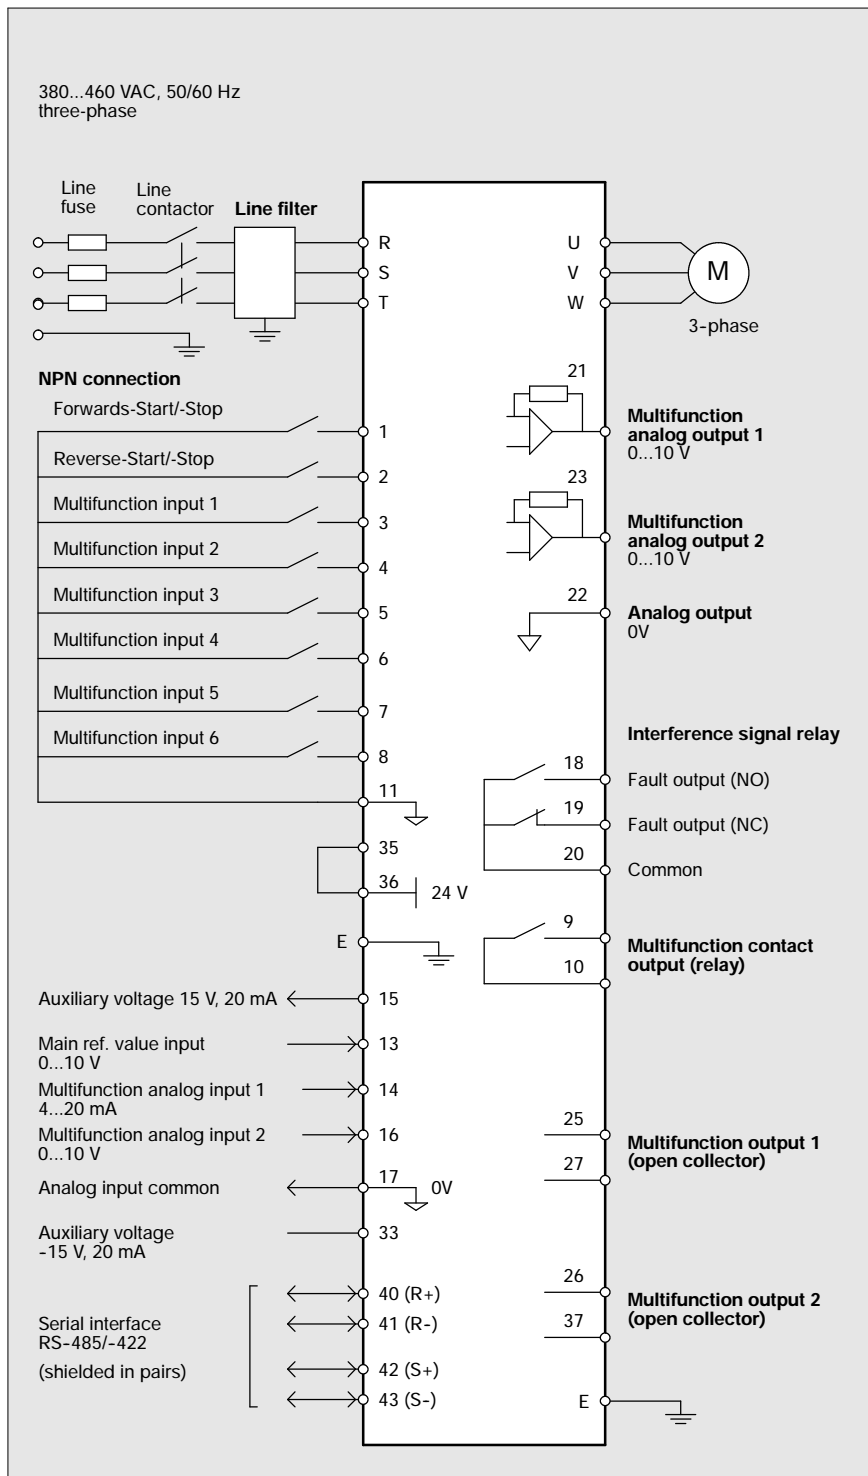 380...460 VAC, 50/60 Hz
three-phase
Line
fuse
Line
contactor
Line filter
R
S
T
U
V
W
M
3-phase
NPN connection
Forwards-Start/-Stop
1
Reverse-Start/-Stop
2
Multifunction input 1
3
Multifunction input 2
4
Multifunction input 3
5
Multifunction input 4
6
Multifunction input 5
7
Multifunction input 6
8
11
35
36
24 V
E
Auxiliary voltage 15 V, 20 mA
15
Main ref. value input
0...10 V
13
Multifunction analog input 1
4...20 mA
14
Multifunction analog input 2
0...10 V
16
Analog input common
17
0V
Auxiliary voltage
-15 V, 20 mA
33
Serial interface
RS-485/-422
(shielded in pairs)
40 (R+)
41 (R-)
42 (S+)
43 (S-)
21
Multifunction
analog output 1
0...10 V
23
Multifunction
analog output 2
0...10 V
22
Analog output
0V
Interference signal relay
18
Fault output (NO)
19
Fault output (NC)
20
Common
9
10
Multifunction contact
output (relay)
25
27
Multifunction output 1
(open collector)
26
37
Multifunction output 2
(open collector)
E